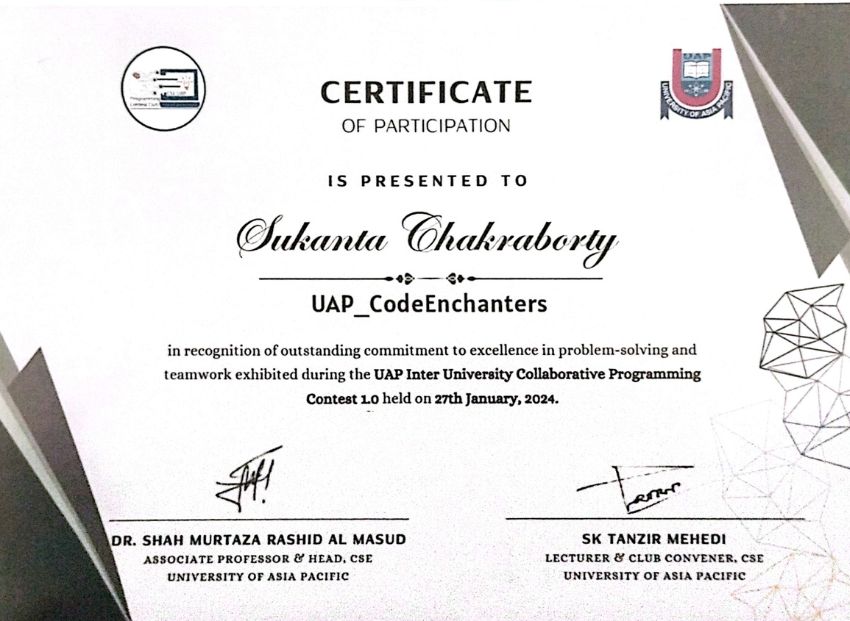 Programming
Contest Club
UAP
UNIVERSITY OF ASIA PACIFIC
CERTIFICATE
OF PARTICIPATION
IS PRESENTED TO
Sukanta Chakraborty
UAP_CodeEnchanters
in recognition of outstanding commitment to excellence in problem-solving and
teamwork exhibited during the UAP Inter University Collaborative Programming
Contest 1.0 held on 27th January, 2024.
DR. SHAH MURTAZA RASHID AL MASUD
ASSOCIATE PROFESSOR & HEAD, CSE
UNIVERSITY OF ASIA PACIFIC
SK TANZIR MEHEDI
LECTURER & CLUB CONVENER, CSE
UNIVERSITY OF ASIA PACIFIC